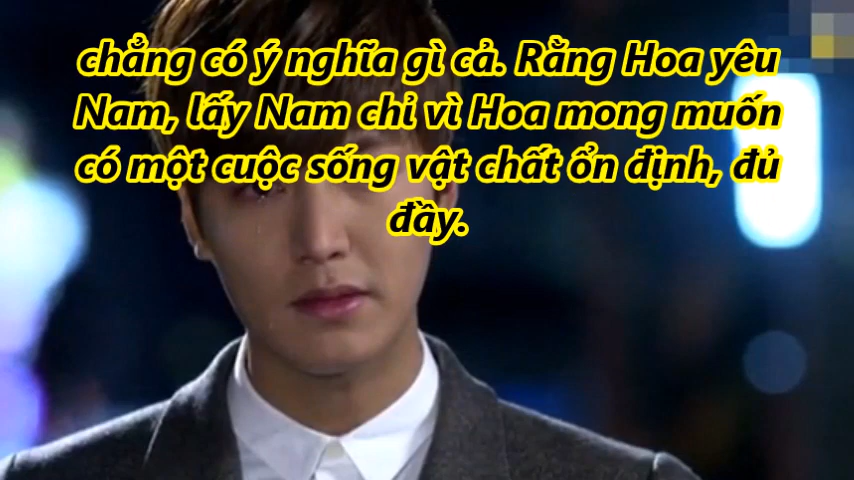 chẳng có ý nghĩa gì cả. Rằng Hoa yêu
Nam, lấy Nam chỉ vì Hoa mong muốn
có một cuộc sống vật chất ổn định, đủ
đầy.